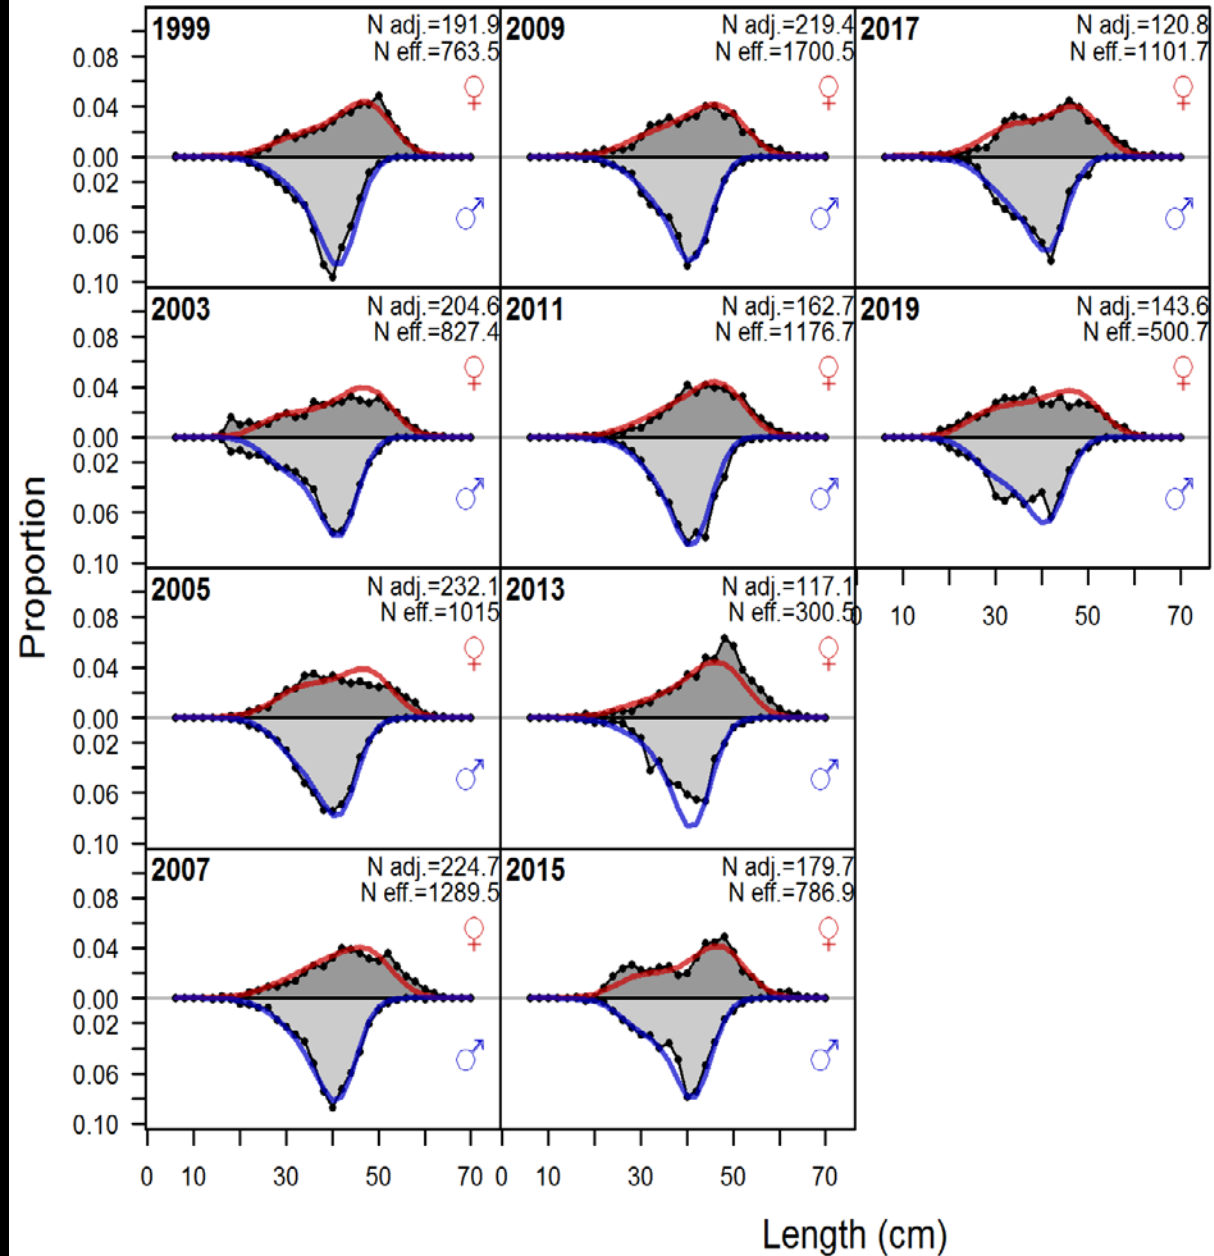 1999
N adj.=191.9
N eff.=763.5
2009
N adj.=219.4
N eff.=1700.5
2017
N adj.=120.8
N eff.=1101.7
0.08
0.04
0.00
0.02
0.06
0.10
♀
♂
♀
♂
♀
♂
2003
N adj.=204.6
N eff.=827.4
2011
N adj.=162.7
N eff.=1176.7
2019
N adj.=143.6
N eff.=500.7
0.08
0.04
0.00
0.02
0.06
0.10
♀
♂
♀
♂
♀
♂
0 10 30 50 70
2005
N adj.=232.1
N eff.=1015
2013
N adj.=117.1
N eff.=300.5
0.08
0.04
0.00
0.02
0.06
0.10
♀
♂
♀
♂
2007
N adj.=224.7
N eff.=1289.5
2015
N adj.=179.7
N eff.=786.9
0.08
0.04
0.00
0.02
0.06
0.10
♀
♂
♀
♂
0 10 30 50 70
0 10 30 50 70
Proportion
Length (cm)